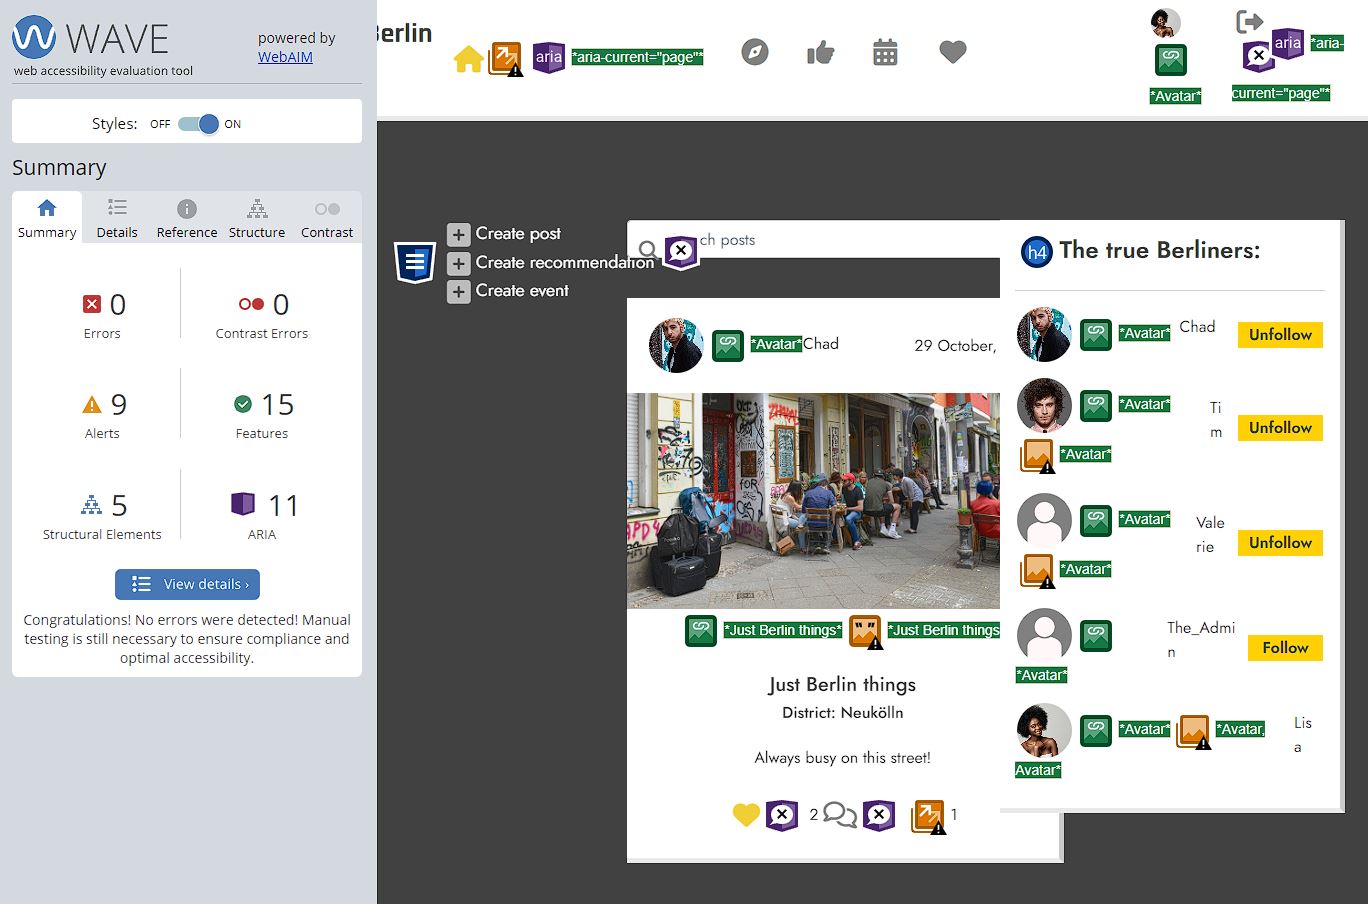 WAVE
powered by
WebAIM
web accessibility evaluation tool
Styles: OFF ON
Summary
Summary Details Reference Structure Contrast
0 0
Errors Contrast Errors
9 15
Alerts Features
5 11
Structural Elements ARIA
View details ›
Congratulations! No errors were detected! Manual
testing is still necessary to ensure compliance and
optimal accessibility.
Berlin
aria *aria-current="page"*
*Avatar*
aria *aria-
current="page"*
Create post
Create recommendation
Create event
ch posts
*Avatar* Chad
29 October,
*Just Berlin things* *Just Berlin things
Just Berlin things
District: Neukölln
Always busy on this street!
2 1
h4 The true Berliners:
*Avatar* Chad Unfollow
*Avatar* Ti
m Unfollow
*Avatar*
*Avatar* Vale
rie Unfollow
*Avatar*
The_Admi
n Follow
*Avatar*
*Avatar* *Avatar, Lis
a
Avatar*